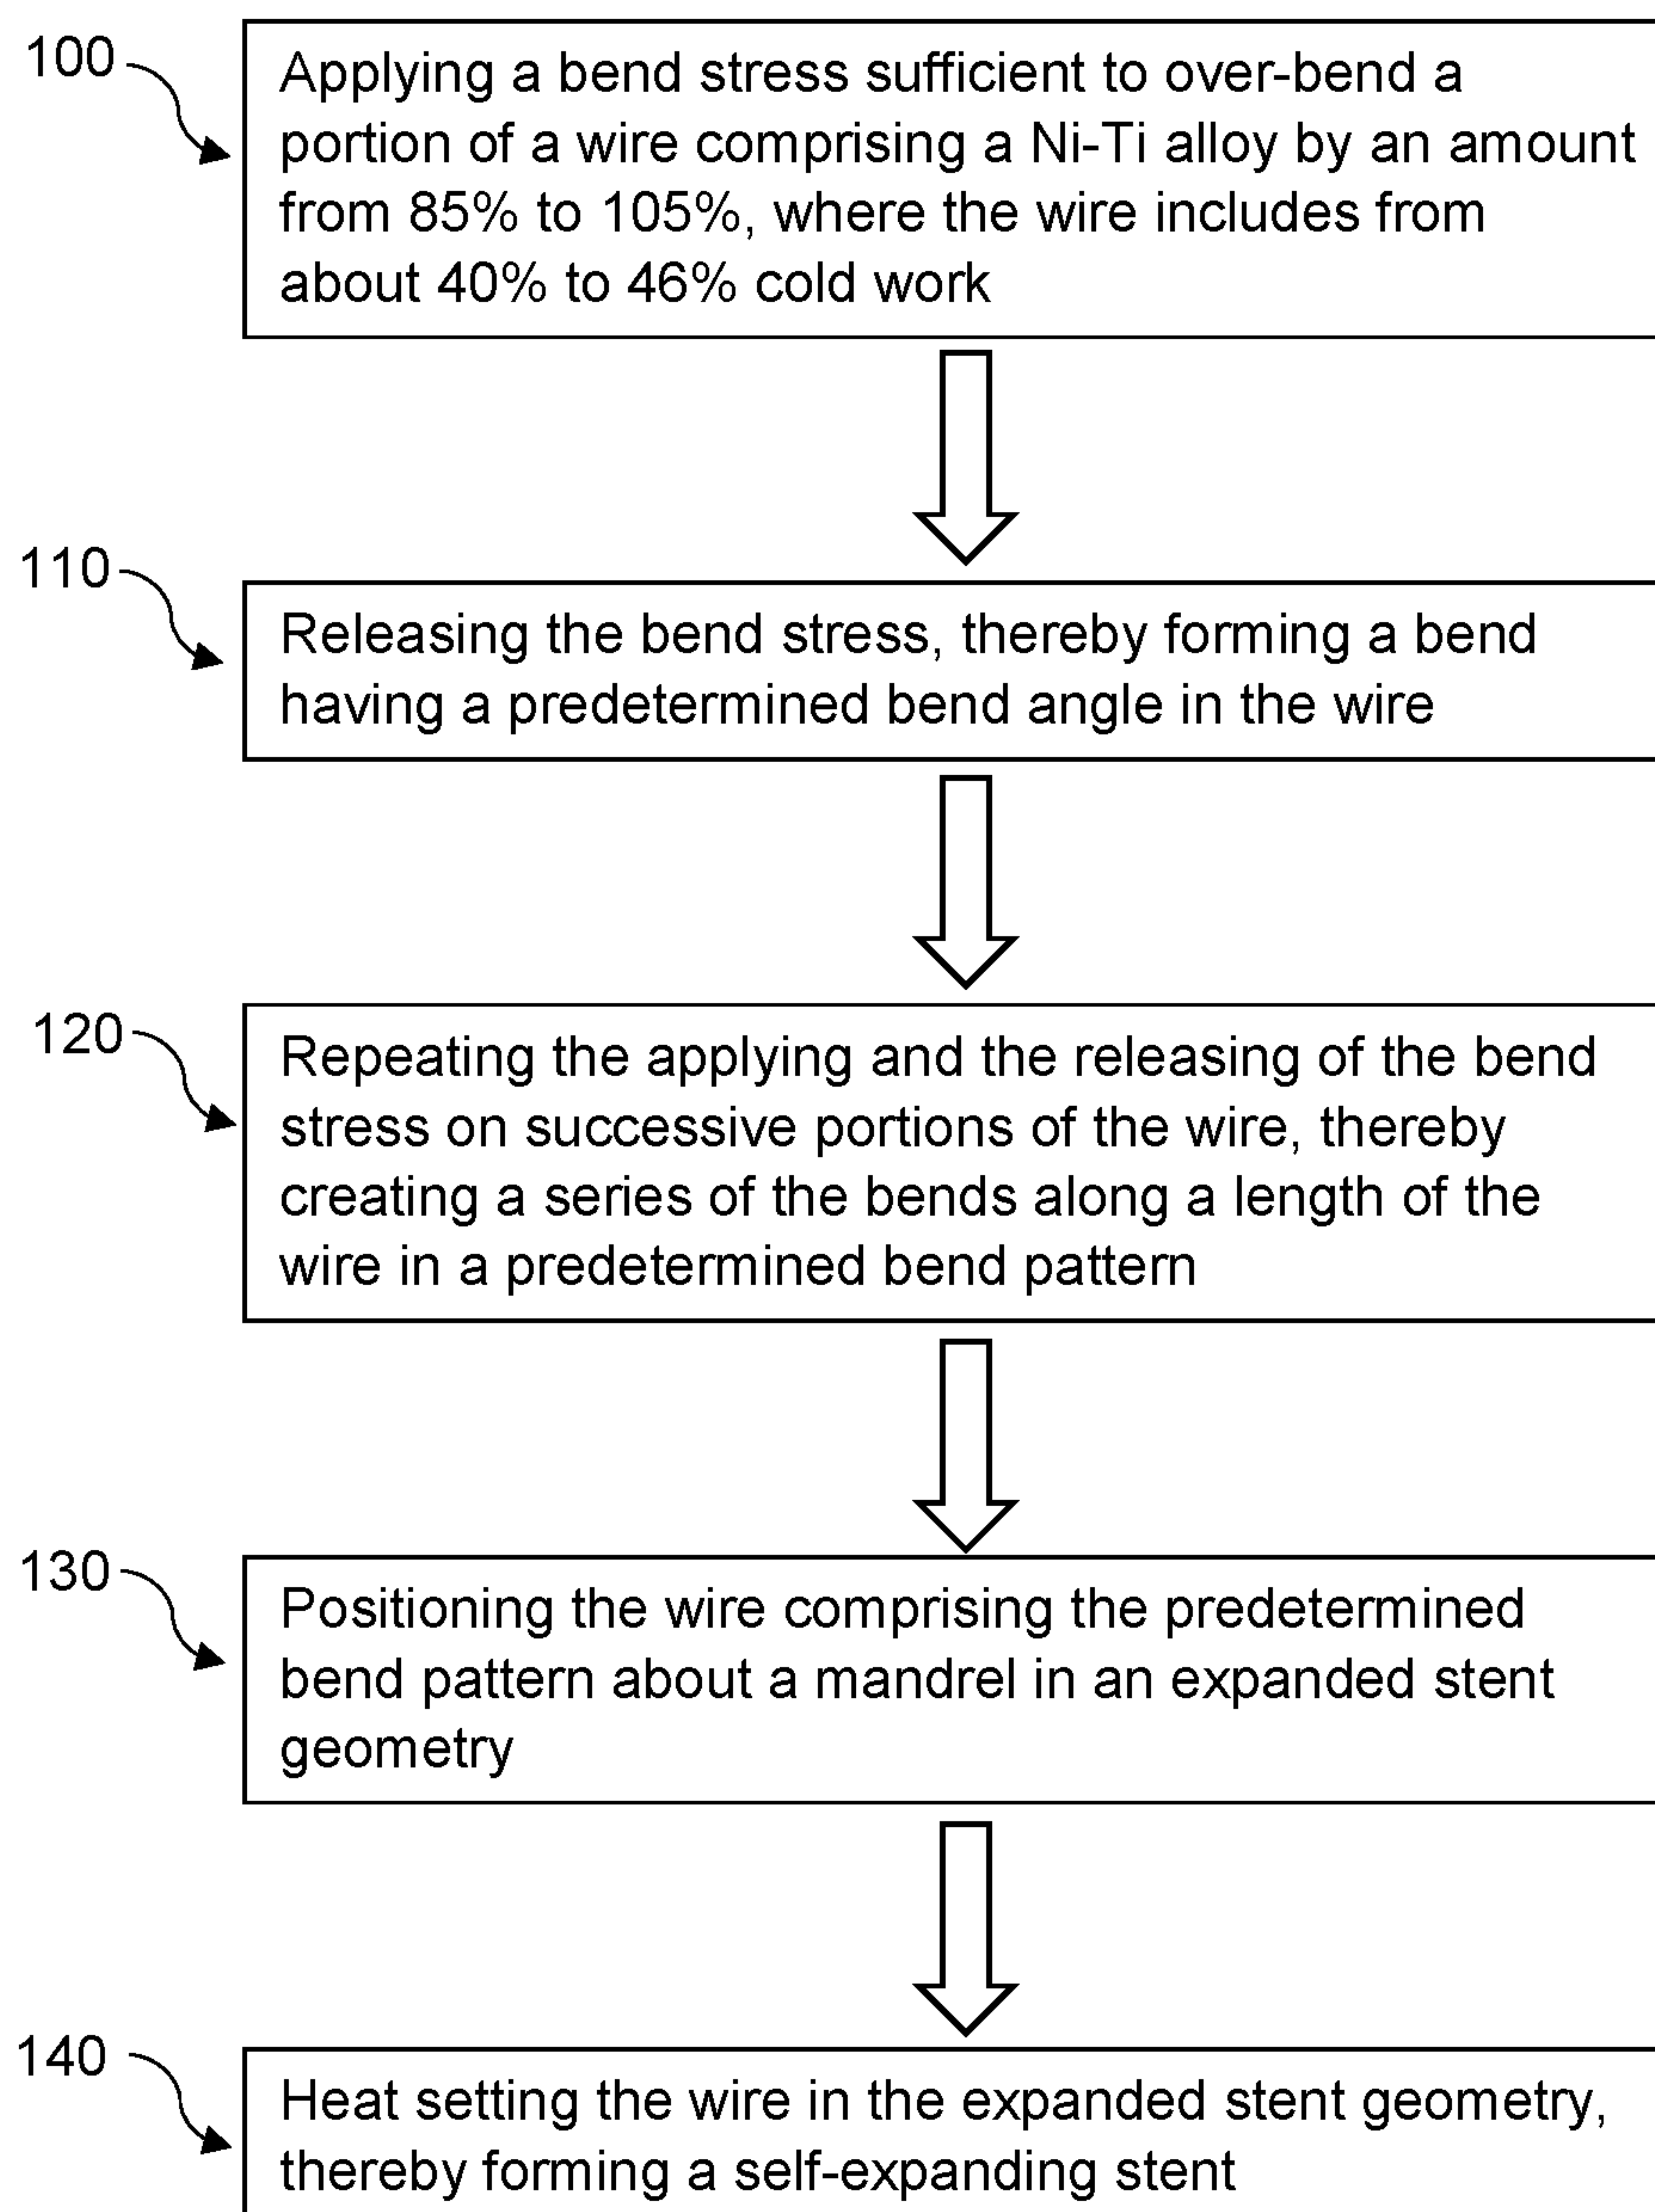 100
Applying a bend stress sufficient to over-bend a
portion of a wire comprising a Ni-Ti alloy by an amount
from 85% to 105%, where the wire includes from
about 40% to 46% cold work
110
Releasing the bend stress, thereby forming a bend
having a predetermined bend angle in the wire
120
Repeating the applying and the releasing of the bend
stress on successive portions of the wire, thereby
creating a series of the bends along a length of the
wire in a predetermined bend pattern
130
Positioning the wire comprising the predetermined
bend pattern about a mandrel in an expanded stent
geometry
140
Heat setting the wire in the expanded stent geometry,
thereby forming a self-expanding stent